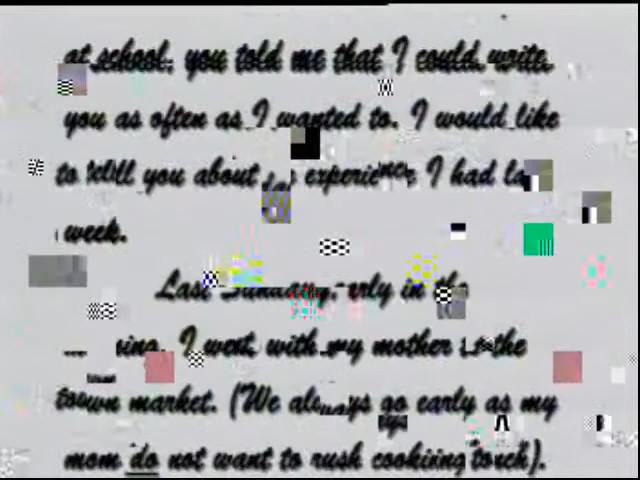 at school, you told me that I could write
you as often as I wanted to. I would like
to tell you about experience I had
week.
Last Sunday, early in the
I went with my mother the
town market. (We always go early as my
mom do not want to rush cooking